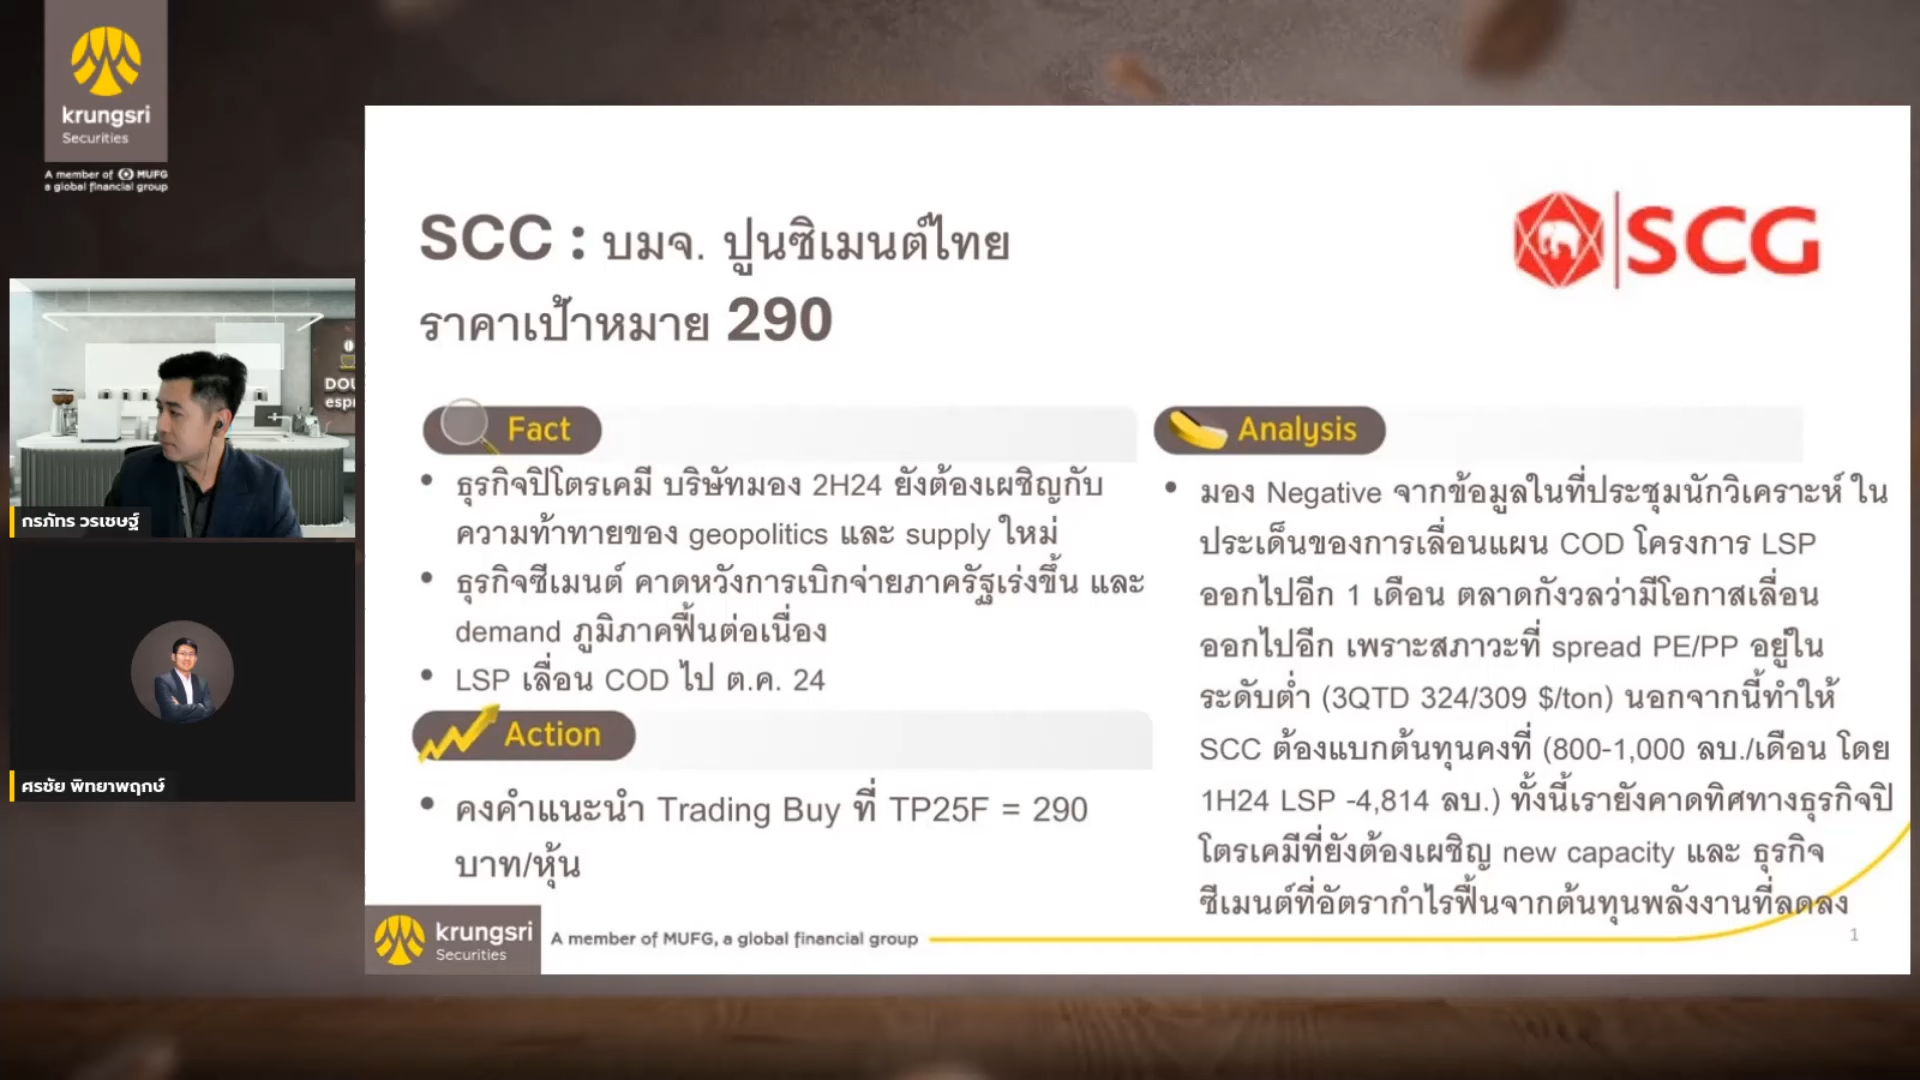 krungsri
Securities
A member of MUFG
a global financial group
SCC : บมจ. ปูนซิเมนต์ไทย
ราคาเป้าหมาย 290
SCG
Fact
• ธุรกิจปิโตรเคมี บริษัทมอง 2H24 ยังต้องเผชิญกับ
ความท้าทายของ geopolitics และ supply ใหม่
• ธุรกิจซีเมนต์ คาดหวังการเบิกจ่ายภาครัฐเร่งขึ้น และ
demand ภูมิภาคฟื้นต่อเนื่อง
• LSP เลื่อน COD ไป ต.ค. 24
Action
• คงคำแนะนำ Trading Buy ที่ TP25F = 290
บาท/หุ้น
Analysis
• มอง Negative จากข้อมูลในที่ประชุมนักวิเคราะห์ ใน
ประเด็นของการเลื่อนแผน COD โครงการ LSP
ออกไปอีก 1 เดือน ตลาดกังวลว่ามีโอกาสเลื่อน
ออกไปอีก เพราะสภาวะที่ spread PE/PP อยู่ใน
ระดับต่ำ (3QTD 324/309 $/ton) นอกจากนี้ทำให้
SCC ต้องแบกต้นทุนคงที่ (800-1,000 ลบ./เดือน โดย
1H24 LSP -4,814 ลบ.) ทั้งนี้เรายังคาดทิศทางธุรกิจปิ
โตรเคมีที่ยังต้องเผชิญ new capacity และ ธุรกิจ
ซีเมนต์ที่อัตรากำไรฟื้นจากต้นทุนพลังงานที่ลดลง
krungsri
Securities
A member of MUFG, a global financial group
1
กรภัทร วรเชษฐ์
ศรชัย พิทยาพฤกษ์